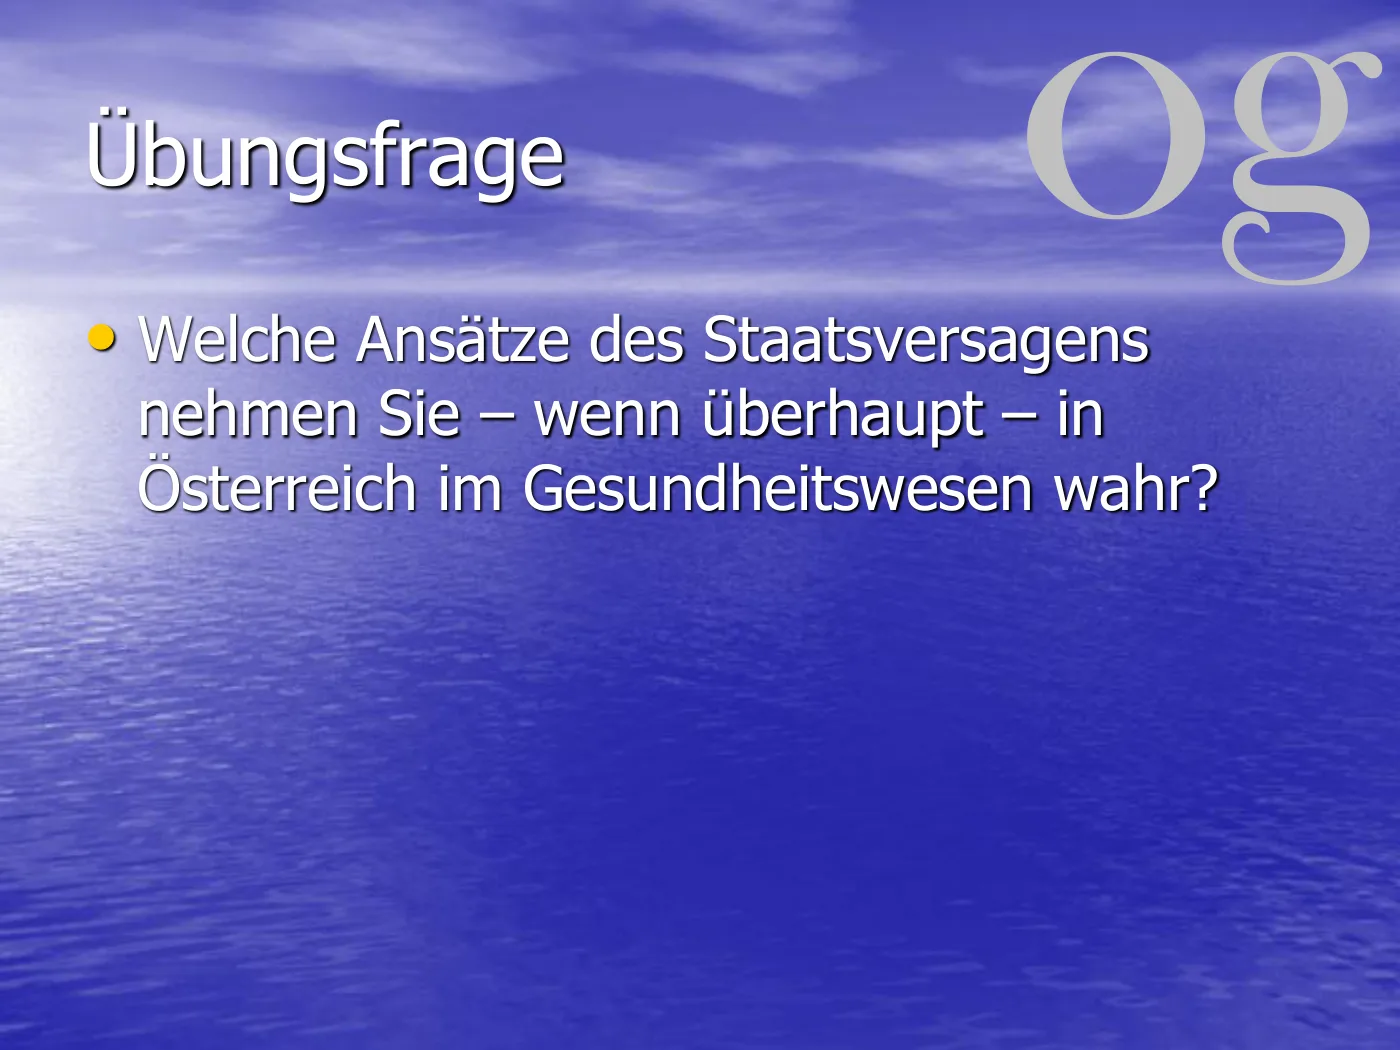 og
Übungsfrage
• Welche Ansätze des Staatsversagens
nehmen Sie – wenn überhaupt – in
Österreich im Gesundheitswesen wahr?